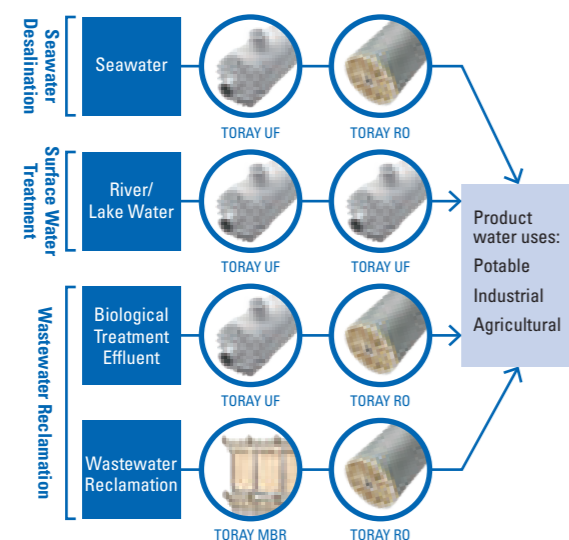 Seawater
Desalination
Seawater
TORAY UF
TORAY RO
Surface Water
Treatment
River/
Lake Water
TORAY UF
TORAY UF
Wastewater Reclamation
Biological
Treatment
Effluent
TORAY UF
TORAY RO
Wastewater
Reclamation
TORAY MBR
TORAY RO
Product
water uses:
Potable
Industrial
Agricultural